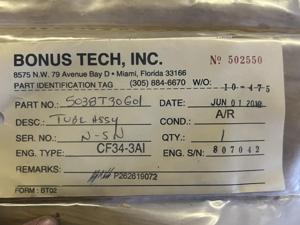 BONUS TECH, INC. Nº 502550
8575 N.W. 79 Avenue Bay D • Miami, Florida 33166
PART IDENTIFICATION TAG (305) 884-6670 W/O: 10-475
PART NO.: 5038T30G01 DATE: JUN 01 2010
DESC.: TUBE ASSY COND.: A/R
SER. NO.: N-SN QTY.: 1
ENG. TYPE: CF34-3A1 ENG. S/N: 807042
REMARKS: P262619072
FORM: BT02